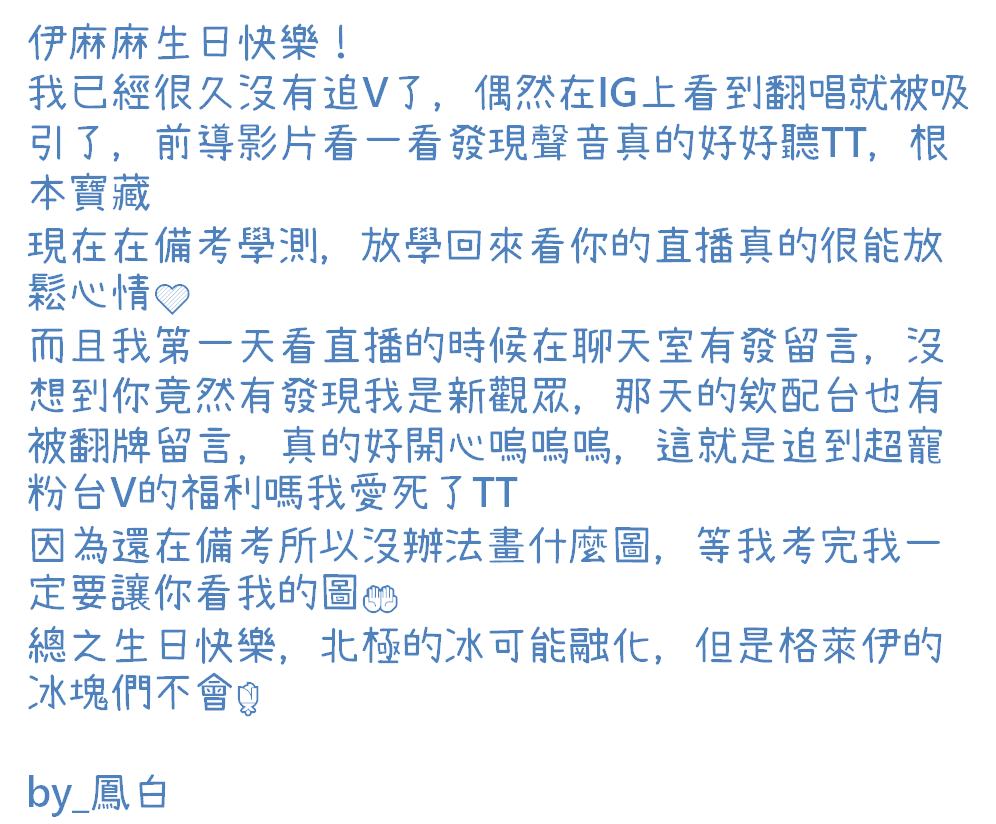 伊麻麻生日快樂！
我已經很久沒有追V了，偶然在IG上看到翻唱就被吸
引了，前導影片看一看發現聲音真的好好聽TT，根
本寶藏
現在在備考學測，放學回來看你的直播真的很能放
鬆心情♡
而且我第一天看直播的時候在聊天室有發留言，沒
想到你竟然有發現我是新觀眾，那天的欸配台也有
被翻牌留言，真的好開心嗚嗚嗚，這就是追到超寵
粉台V的福利嗎我愛死了TT
因為還在備考所以沒辦法畫什麼圖，等我考完我一
定要讓你看我的圖🤲
總之生日快樂，北極的冰可能融化，但是格萊伊的
冰塊們不會🌹
by_鳳白